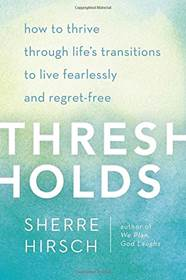 how to thrive
through life's transitions
to live fearlessly
and regret-free
THRESH
HOLDS
SHERRE
HIRSCH
author of
We Plan,
God Laughs